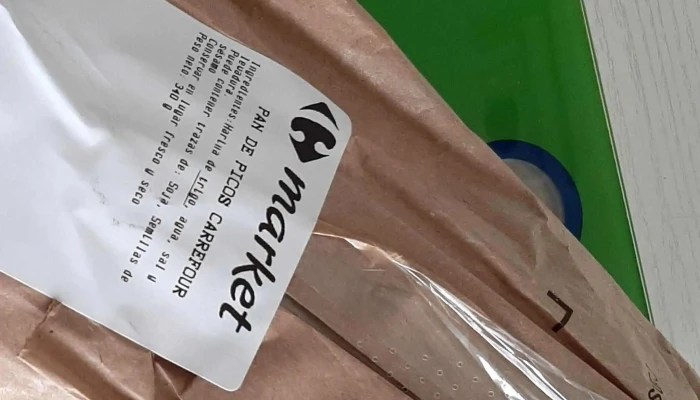 market
PAN DE PICOS CARREFOUR
Ingredientes:Harina de trigo, agua, sal y
levadura.
Puede contener trazas de: Soja, Semillas de
sésamo
Conservar en lugar fresco y seco
Peso neto: 340 g